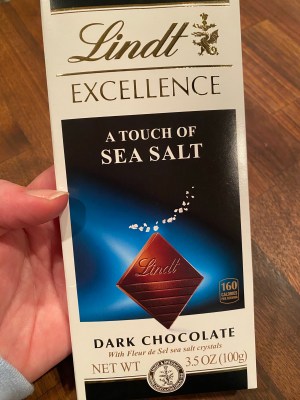 Lindt
EXCELLENCE
A TOUCH OF
SEA SALT
Lindt
160
CALORIES
DARK CHOCOLATE
With Fleur de Sel sea salt crystals
NET WT 3.5 OZ (100g)